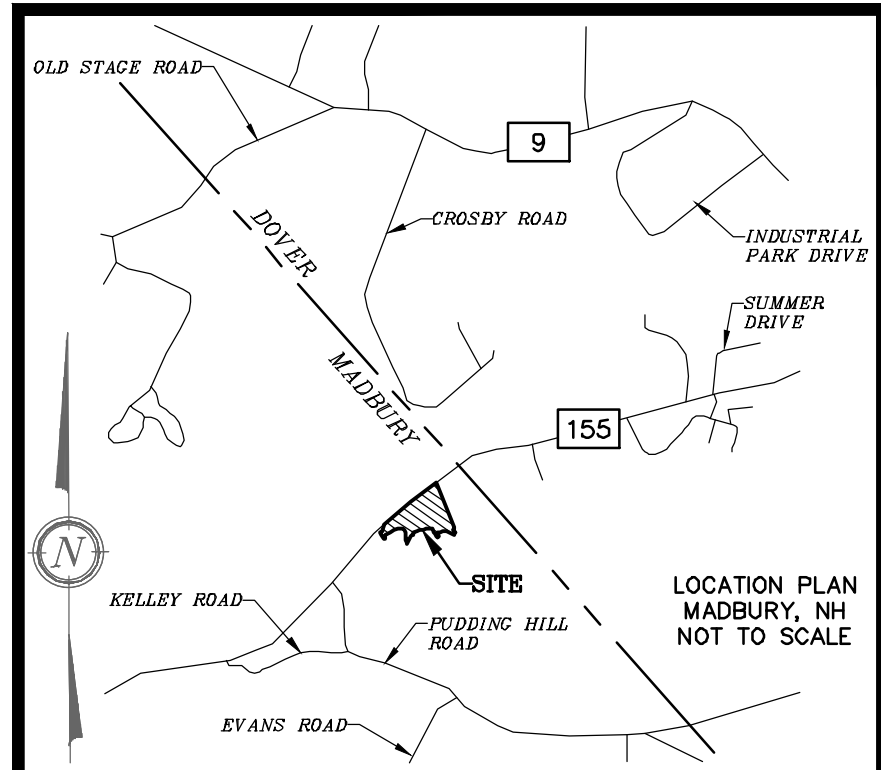 OLD STAGE ROAD
9
DOVER
CROSBY ROAD
INDUSTRIAL
PARK DRIVE
SUMMER
DRIVE
MADBURY
155
N
SITE
KELLEY ROAD
PUDDING HILL
ROAD
LOCATION PLAN
MADBURY, NH
NOT TO SCALE
EVANS ROAD